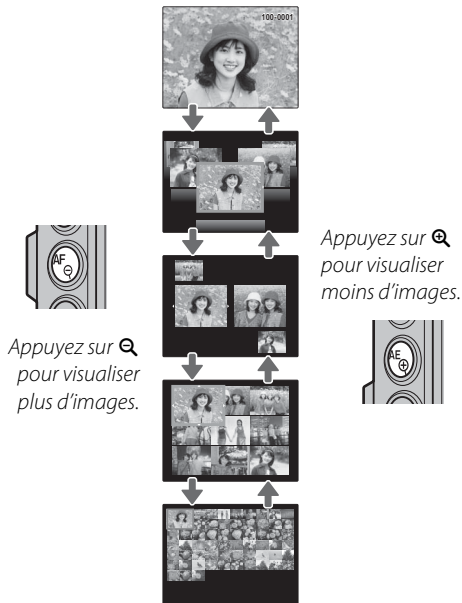 100-0001
Appuyez sur
pour visualiser
moins d'images.
AF
AE
Appuyez sur
pour visualiser
plus d'images.